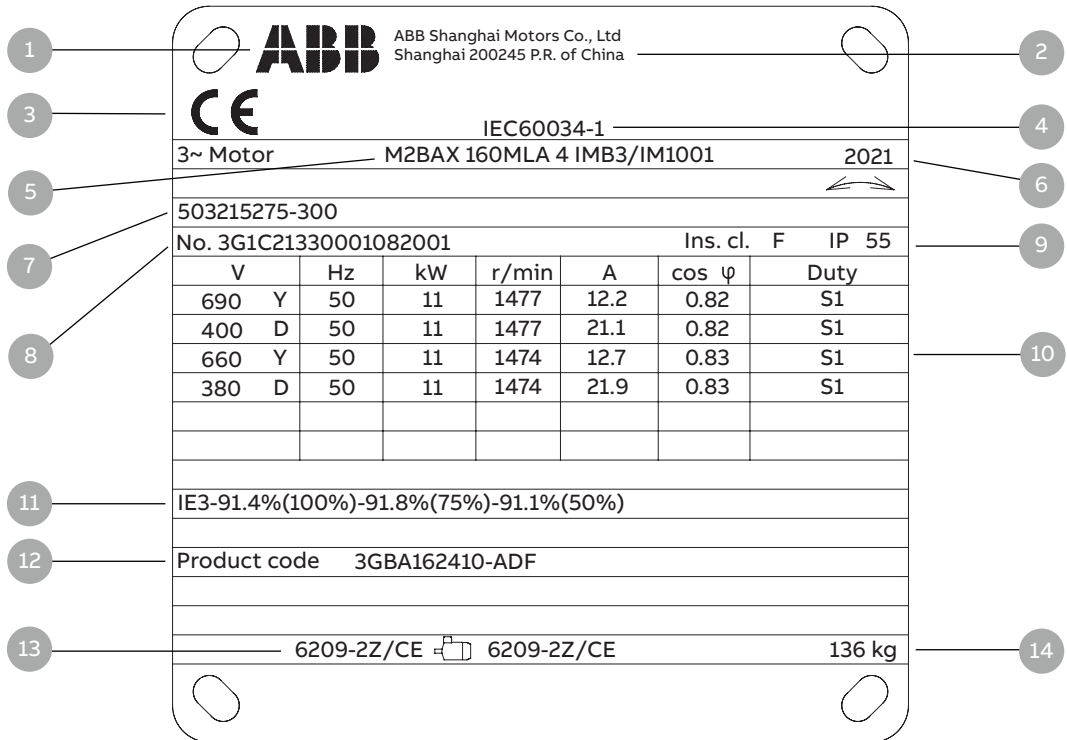 1
ABB
ABB Shanghai Motors Co., Ltd
Shanghai 200245 P.R. of China
2
3
CE
IEC60034-1
4
3~ Motor M2BAX 160MLA 4 IMB3/IM1001 2021
5
6
503215275-300
7
No. 3G1C21330001082001 Ins. cl. F IP 55
9
V Hz kW r/min A cos φ Duty
690 Y 50 11 1477 12.2 0.82 S1
400 D 50 11 1477 21.1 0.82 S1
8
660 Y 50 11 1474 12.7 0.83 S1
10
380 D 50 11 1474 21.9 0.83 S1
11
IE3-91.4%(100%)-91.8%(75%)-91.1%(50%)
12
Product code 3GBA162410-ADF
13
6209-2Z/CE 6209-2Z/CE 136 kg
14